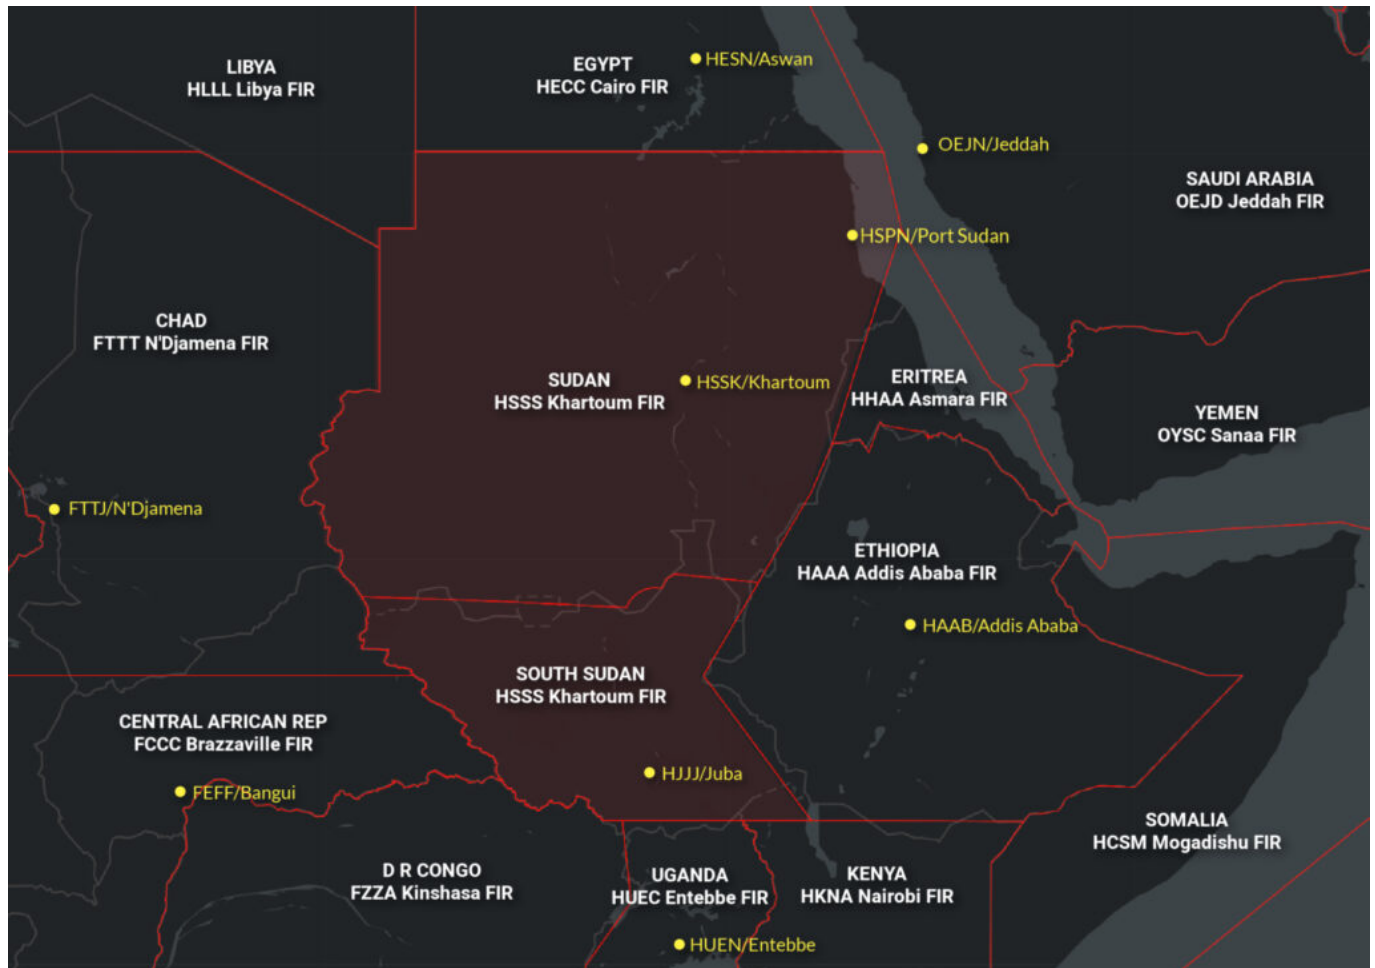 HESN/Aswan
LIBYA
HLLL Libya FIR
EGYPT
HECC Cairo FIR
OEJN/Jeddah
SAUDI ARABIA
OEJD Jeddah FIR
HSPN/Port Sudan
CHAD
FTTT N'Djamena FIR
SUDAN
HSSS Khartoum FIR
HSSK/Khartoum
ERITREA
HHAA Asmara FIR
YEMEN
OYSC Sanaa FIR
FTTJ/N'Djamena
ETHIOPIA
HAAA Addis Ababa FIR
HAAB/Addis Ababa
SOUTH SUDAN
HSSS Khartoum FIR
CENTRAL AFRICAN REP
FCCC Brazzaville FIR
HJJJ/Juba
FEFF/Bangui
SOMALIA
HCSM Mogadishu FIR
D R CONGO
FZZA Kinshasa FIR
UGANDA
HUEC Entebbe FIR
KENYA
HKNA Nairobi FIR
HUEN/Entebbe